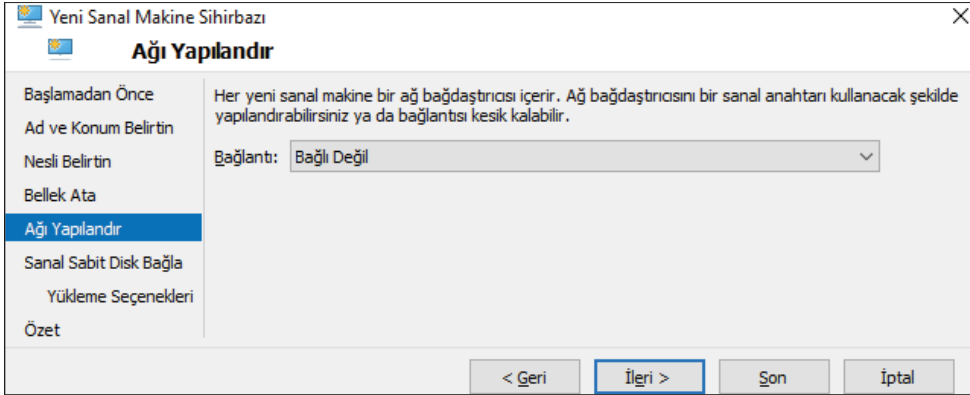 Yeni Sanal Makine Sihirbazı
Ağı Yapılandır
Başlamadan Önce
Ad ve Konum Belirtin
Nesli Belirtin
Bellek Ata
Ağı Yapılandır
Sanal Sabit Disk Bağla
Yükleme Seçenekleri
Özet
Her yeni sanal makine bir ağ bağdaştırıcısı içerir. Ağ bağdaştırıcısını bir sanal anahtarı kullanacak şekilde
yapılandırabilirsiniz ya da bağlantısı kesik kalabilir.
Bağlantı: Bağlı Değil
< Geri İleri > Son İptal